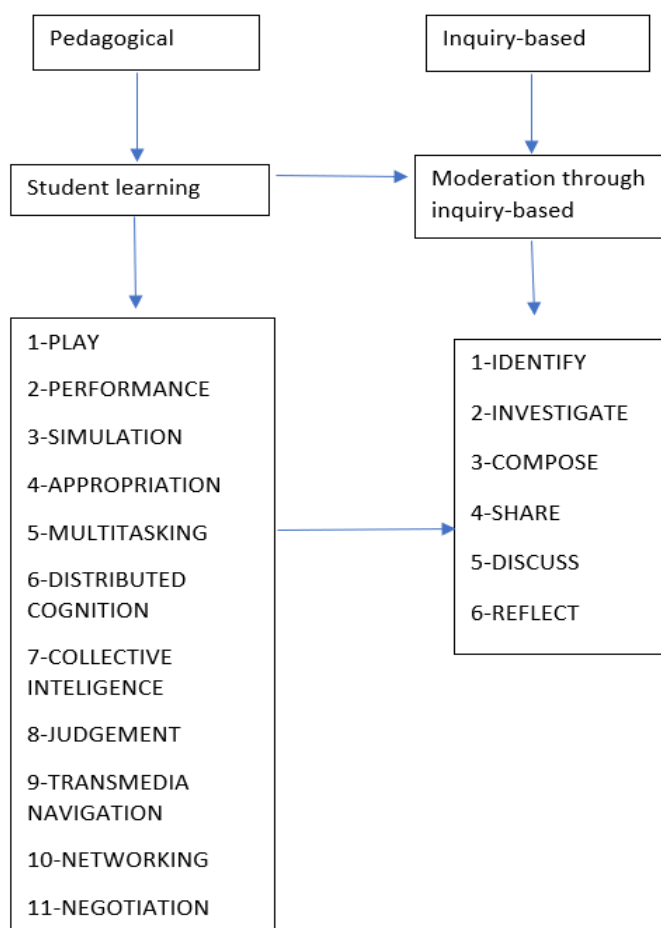 Pedagogical
Inquiry-based
Student learning
Moderation through
inquiry-based
1-PLAY
2-PERFORMANCE
3-SIMULATION
4-APPROPRIATION
5-MULTITASKING
6-DISTRIBUTED
COGNITION
7-COLLECTIVE
INTELIGENCE
8-JUDGEMENT
9-TRANSMEDIA
NAVIGATION
10-NETWORKING
11-NEGOTIATION
1-IDENTIFY
2-INVESTIGATE
3-COMPOSE
4-SHARE
5-DISCUSS
6-REFLECT